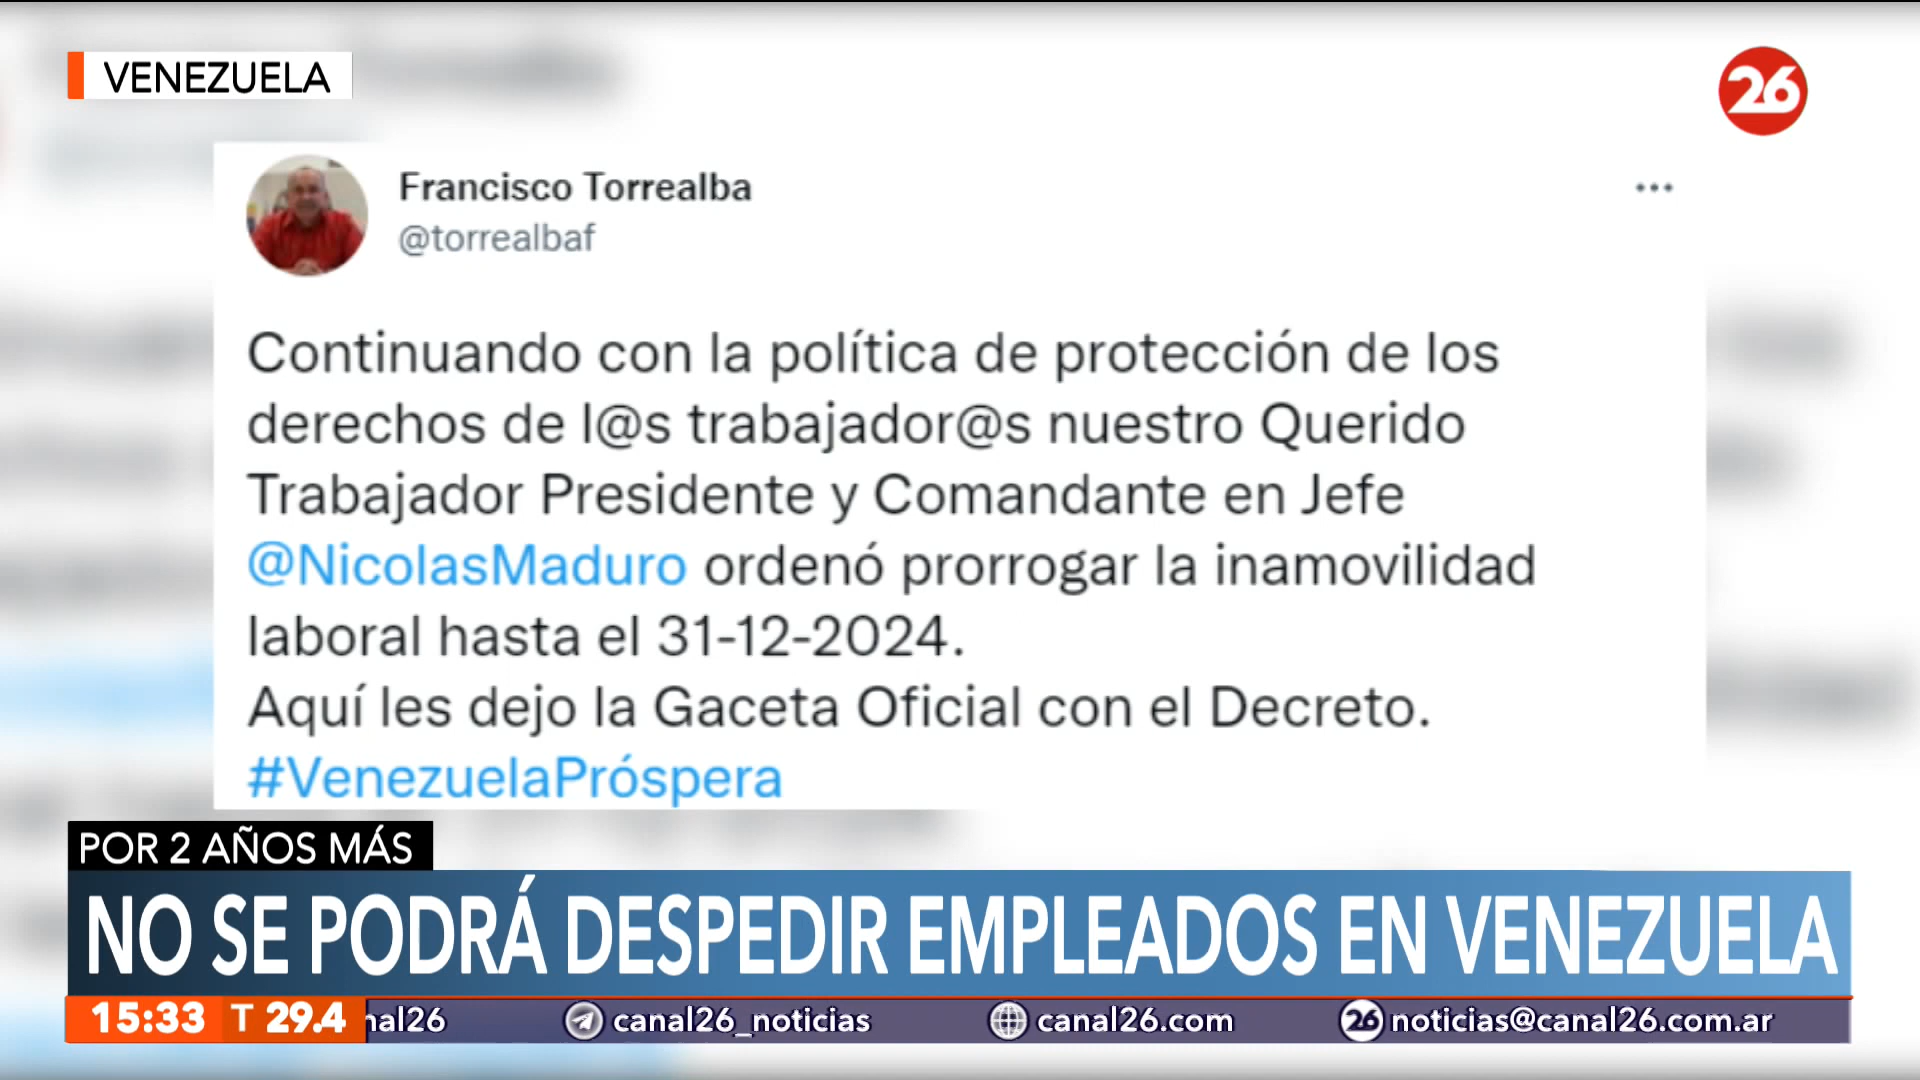 VENEZUELA
26
Francisco Torrealba
@torrealbaf
Continuando con la política de protección de los
derechos de l@s trabajador@s nuestro Querido
Trabajador Presidente y Comandante en Jefe
@NicolasMaduro ordenó prorrogar la inamovilidad
laboral hasta el 31-12-2024.
Aquí les dejo la Gaceta Oficial con el Decreto.
#VenezuelaPróspera
POR 2 AÑOS MÁS
NO SE PODRÁ DESPEDIR EMPLEADOS EN VENEZUELA
15:33 T 29.4 nal26 canal26_noticias canal26.com 26 noticias@canal26.com.ar